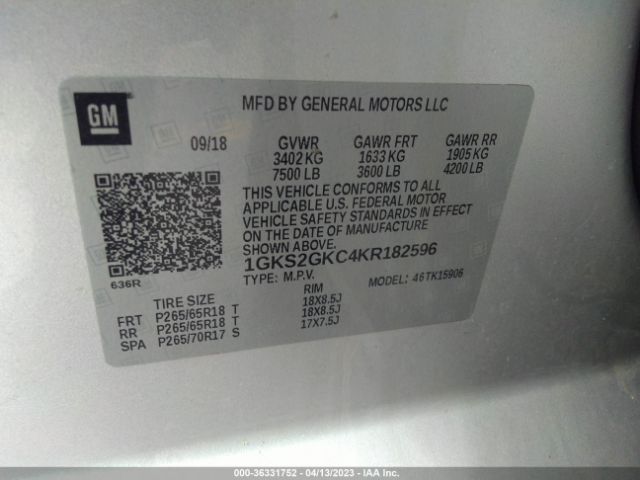 GM
MFD BY GENERAL MOTORS LLC
09/18 GVWR GAWR FRT GAWR RR
3402 KG 1633 KG 1905 KG
7500 LB 3600 LB 4200 LB
THIS VEHICLE CONFORMS TO ALL
APPLICABLE U.S. FEDERAL MOTOR
VEHICLE SAFETY STANDARDS IN EFFECT
ON THE DATE OF MANUFACTURE
SHOWN ABOVE.
1GKS2GKC4KR182596
TYPE: M.P.V. MODEL: 46TK15906
636R
TIRE SIZE RIM
FRT P265/65R18 T 18X8.5J
RR P265/65R18 T 18X8.5J
SPA P265/70R17 S 17X7.5J
000-36331752 - 04/13/2023 - IAA Inc.